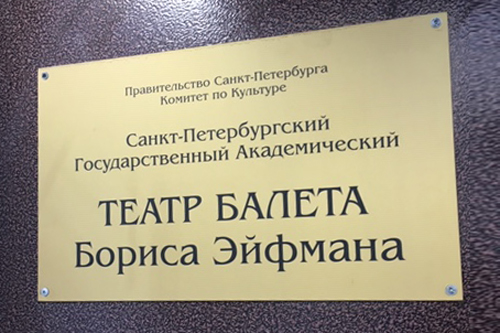 Правительство Санкт-Петербурга
Комитет по Культуре
Санкт-Петербургский
Государственный Академический
ТЕАТР БАЛЕТА
Бориса Эйфмана